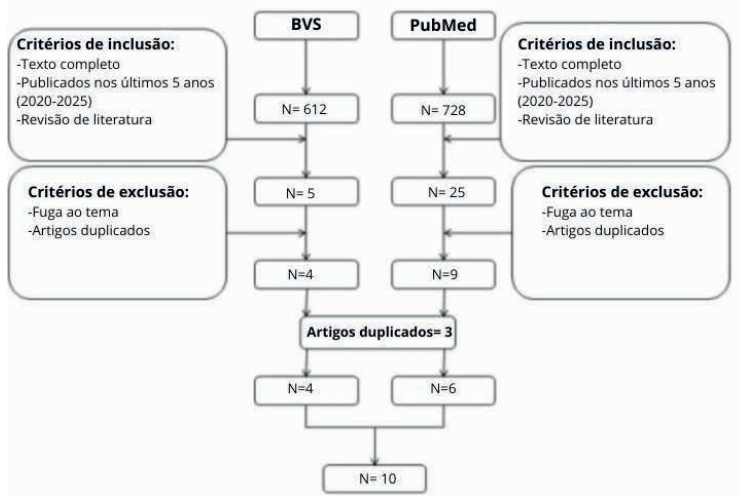 BVS
PubMed
Critérios de inclusão:
-Texto completo
-Publicados nos últimos 5 anos
(2020-2025)
-Revisão de literatura
Critérios de inclusão:
-Texto completo
-Publicados nos últimos 5 anos
(2020-2025)
-Revisão de literatura
N= 612
N= 728
Critérios de exclusão:
-Fuga ao tema
-Artigos duplicados
N= 5
N= 25
Critérios de exclusão:
-Fuga ao tema
-Artigos duplicados
N=4
N=9
Artigos duplicados= 3
N=4
N=6
N= 10